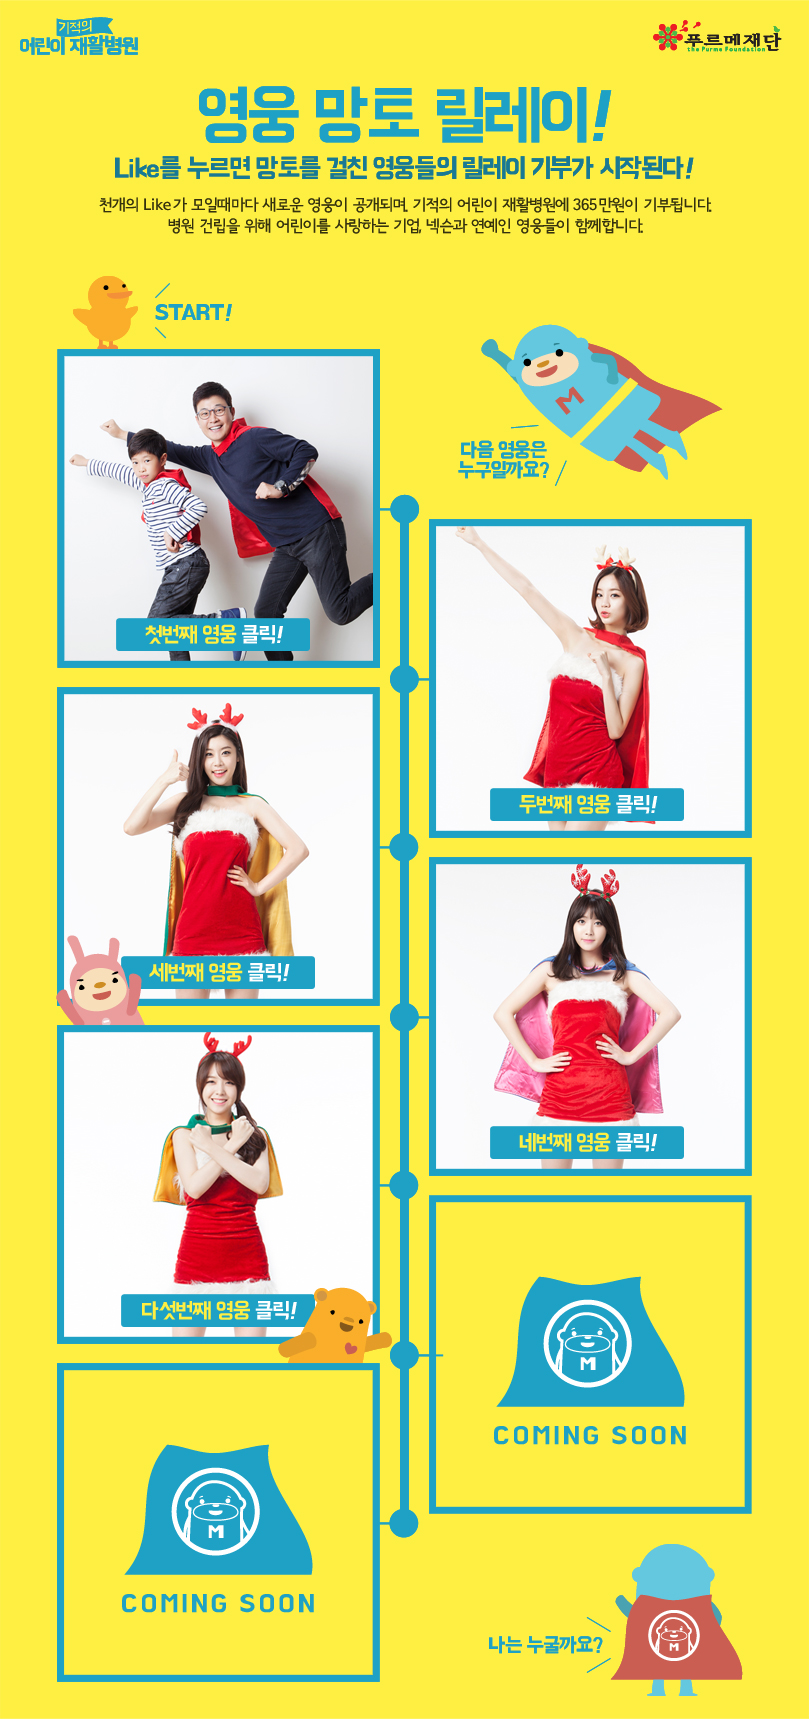 기적의
어린이 재활병원
푸르메재단
the Purme Foundation
영웅 망토 릴레이!
Like를 누르면 망토를 걸친 영웅들의 릴레이 기부가 시작된다!
천개의 Like가 모일때마다 새로운 영웅이 공개되며, 기적의 어린이 재활병원에 365만원이 기부됩니다.
병원 건립을 위해 어린이를 사랑하는 기업, 넥슨과 연예인 영웅들이 함께합니다.
START!
M
다음 영웅은
누구일까요?
첫번째 영웅 클릭!
두번째 영웅 클릭!
세번째 영웅 클릭!
네번째 영웅 클릭!
다섯번째 영웅 클릭!
M
COMING SOON
M
COMING SOON
나는 누굴까요?
M